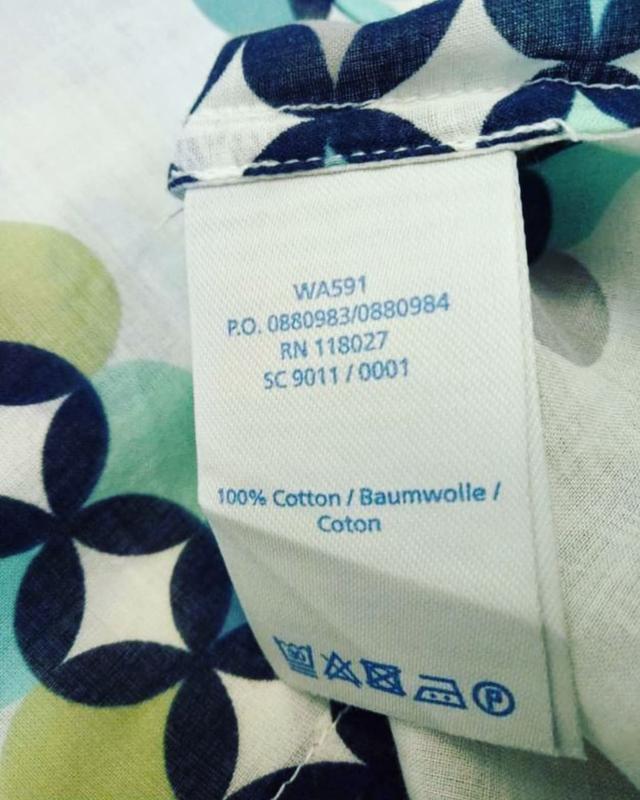 WA591
P.O. 0880983/0880984
RN 118027
SC 9011 / 0001
100% Cotton / Baumwolle /
Coton
P